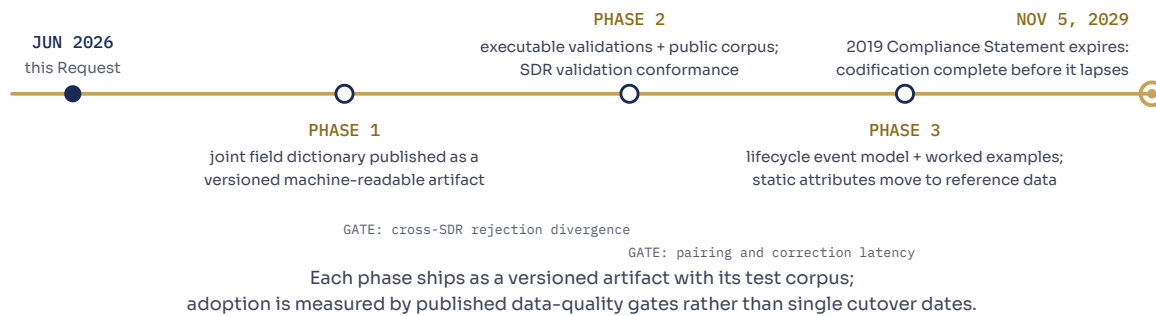 JUN 2026
this Request
PHASE 1
joint field dictionary published as a
versioned machine-readable artifact
PHASE 2
executable validations + public corpus;
SDR validation conformance
PHASE 3
lifecycle event model + worked examples;
static attributes move to reference data
NOV 5, 2029
2019 Compliance Statement expires:
codification complete before it lapses
GATE: cross-SDR rejection divergence
GATE: pairing and correction latency
Each phase ships as a versioned artifact with its test corpus;
adoption is measured by published data-quality gates rather than single cutover dates.